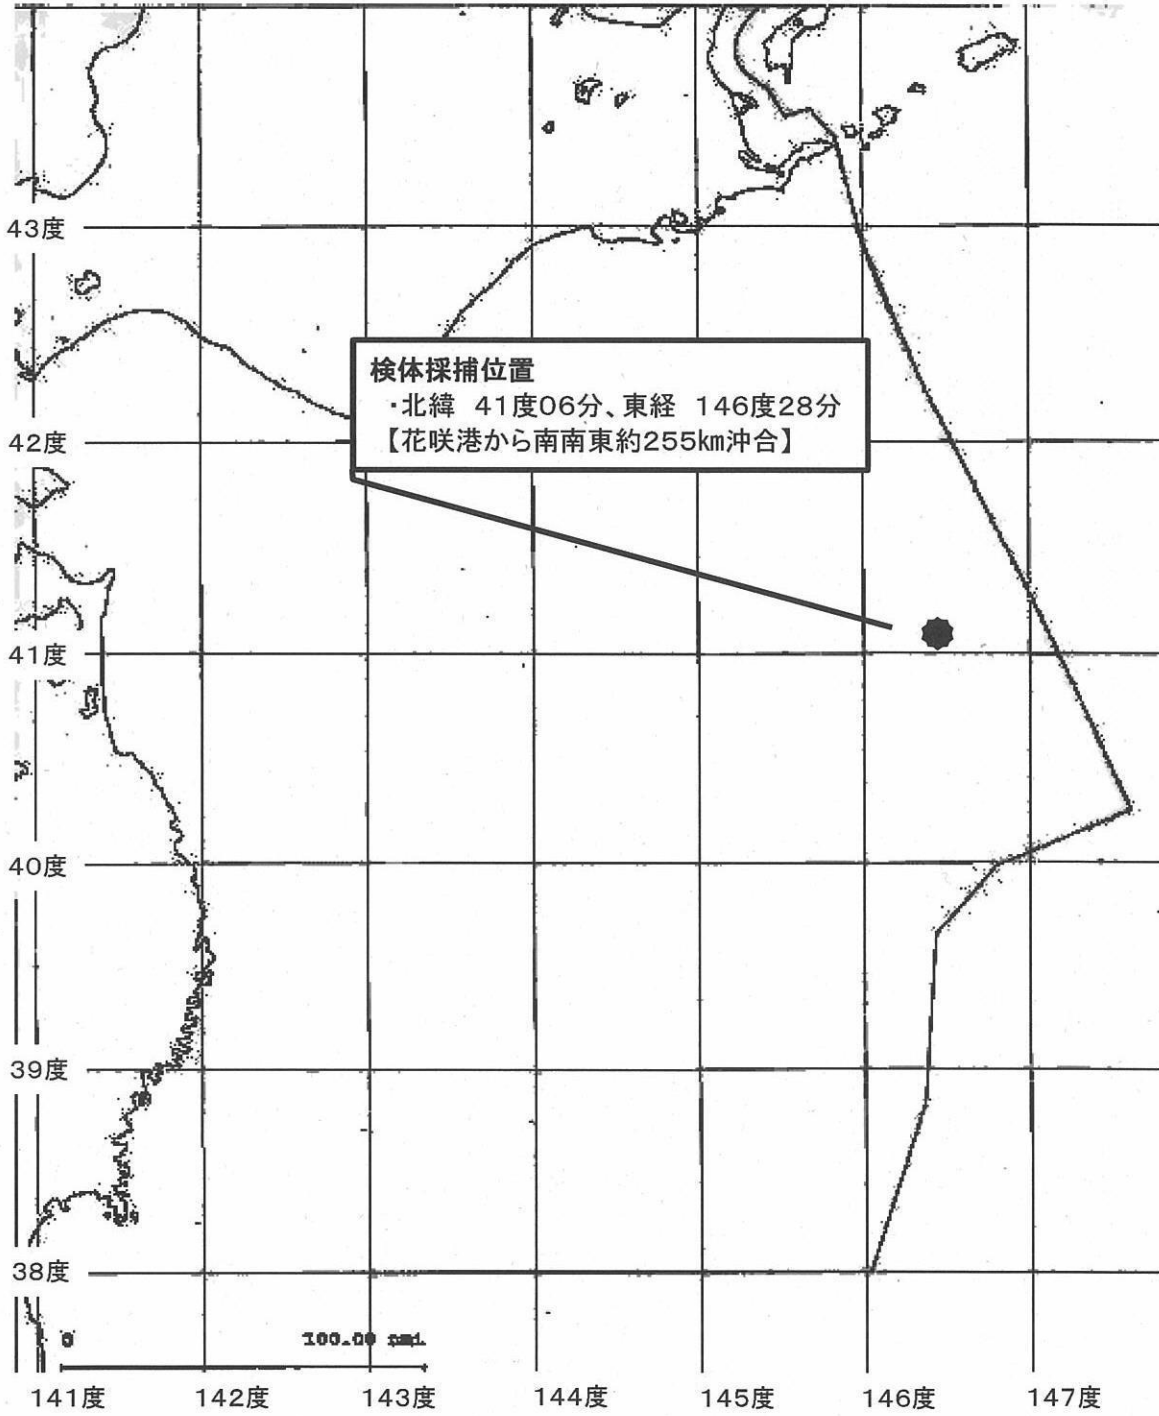 43度
検体採捕位置
・北緯 41度06分、東経 146度28分
【花咲港から南南東約255km沖合】
42度
41度
40度
39度
38度
0 100.00 nmi
141度 142度 143度 144度 145度 146度 147度